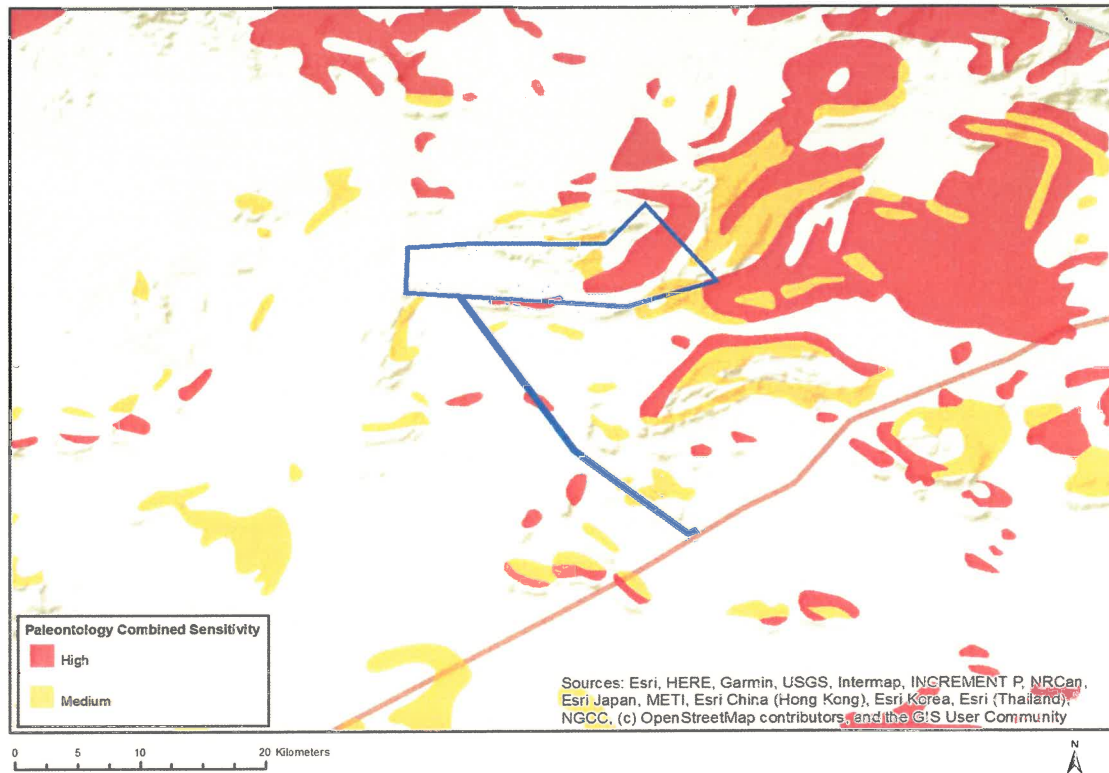 Paleontology Combined Sensitivity
High
Medium
Sources: Esri, HERE, Garmin, USGS, Intermap, INCREMENT P, NRCan,
Esri Japan, METI, Esri China (Hong Kong), Esri Korea, Esri (Thailand),
NGCC, (c) OpenStreetMap contributors, and the GIS User Community
0 5 10 20 Kilometers
N